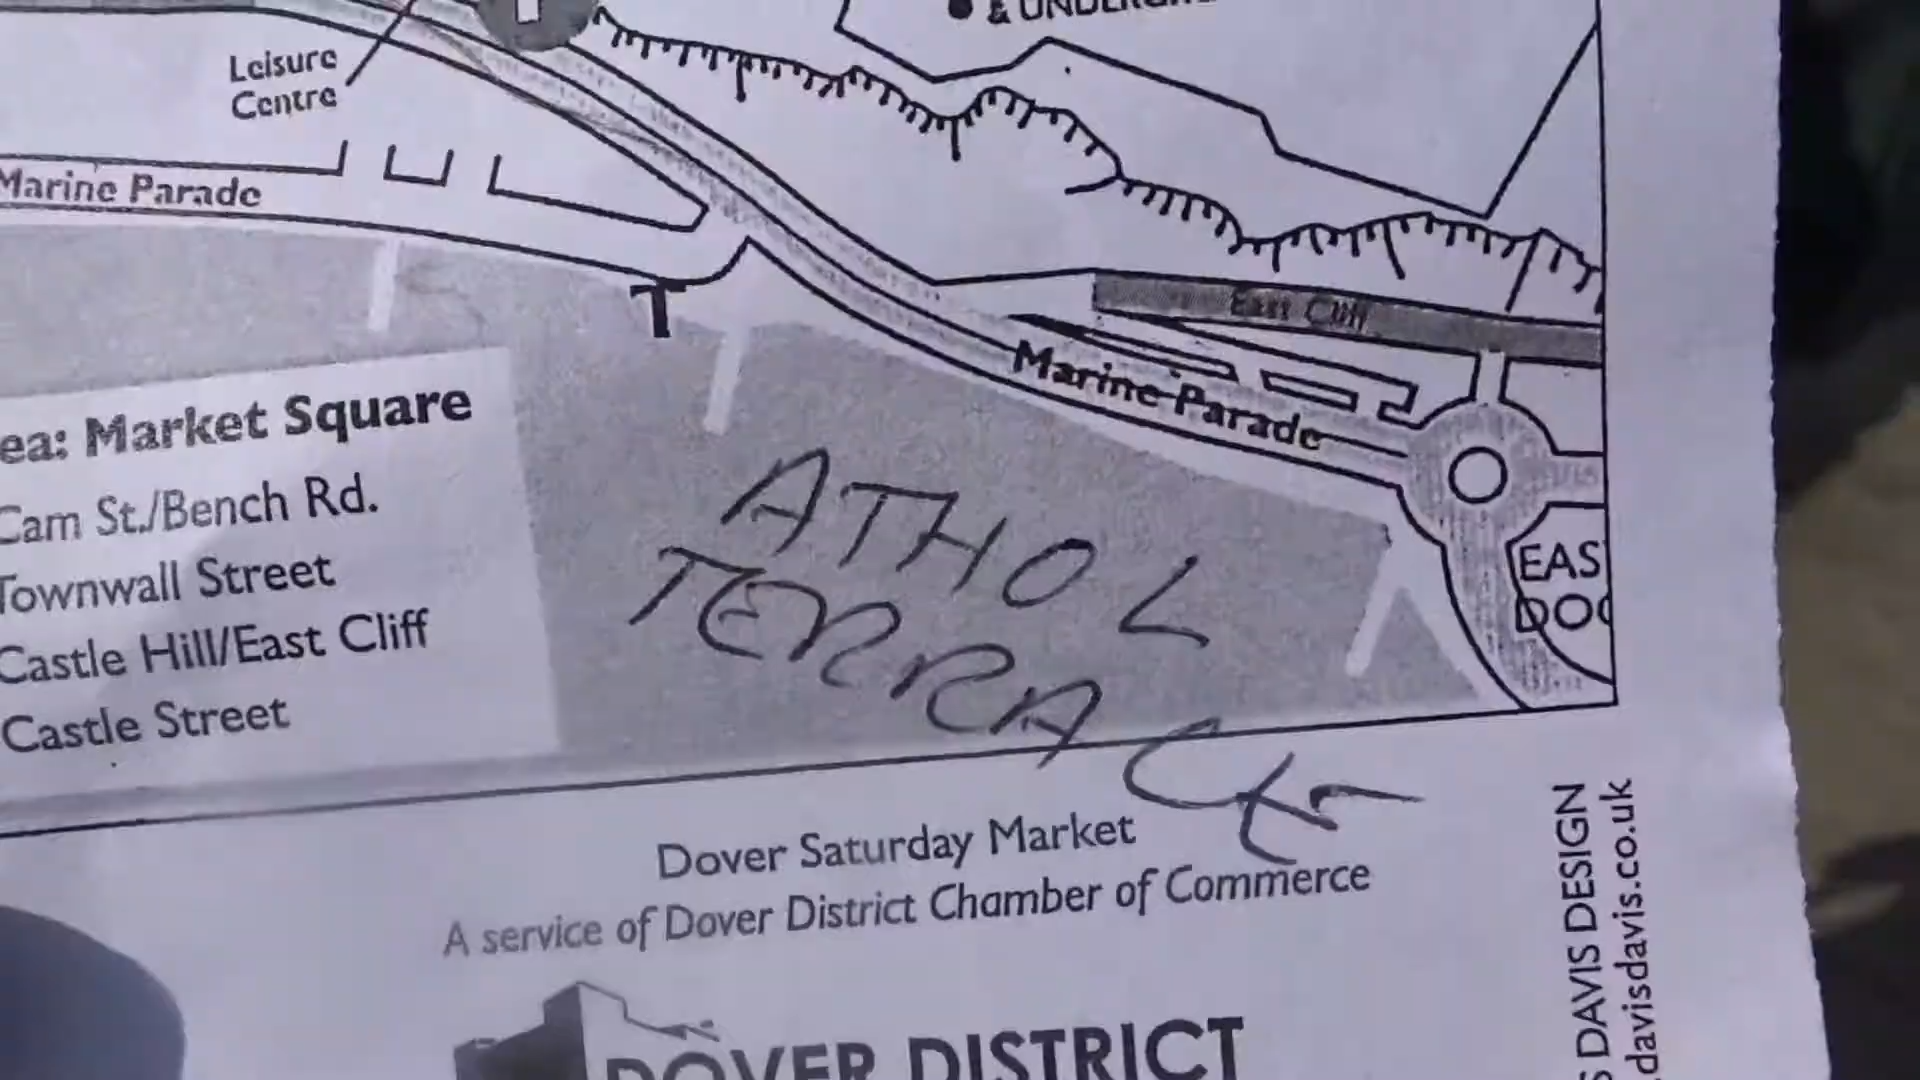 & UNDERGR
Leisure
Centre
Marine Parade
East Cliff
Marine Parade
EAS
DOC
ea: Market Square
Cam St./Bench Rd.
Townwall Street
Castle Hill/East Cliff
Castle Street
ATHOL
TERRACE
Dover Saturday Market
A service of Dover District Chamber of Commerce
DOVER DISTRICT
S DAVIS DESIGN
.davisdavis.co.uk